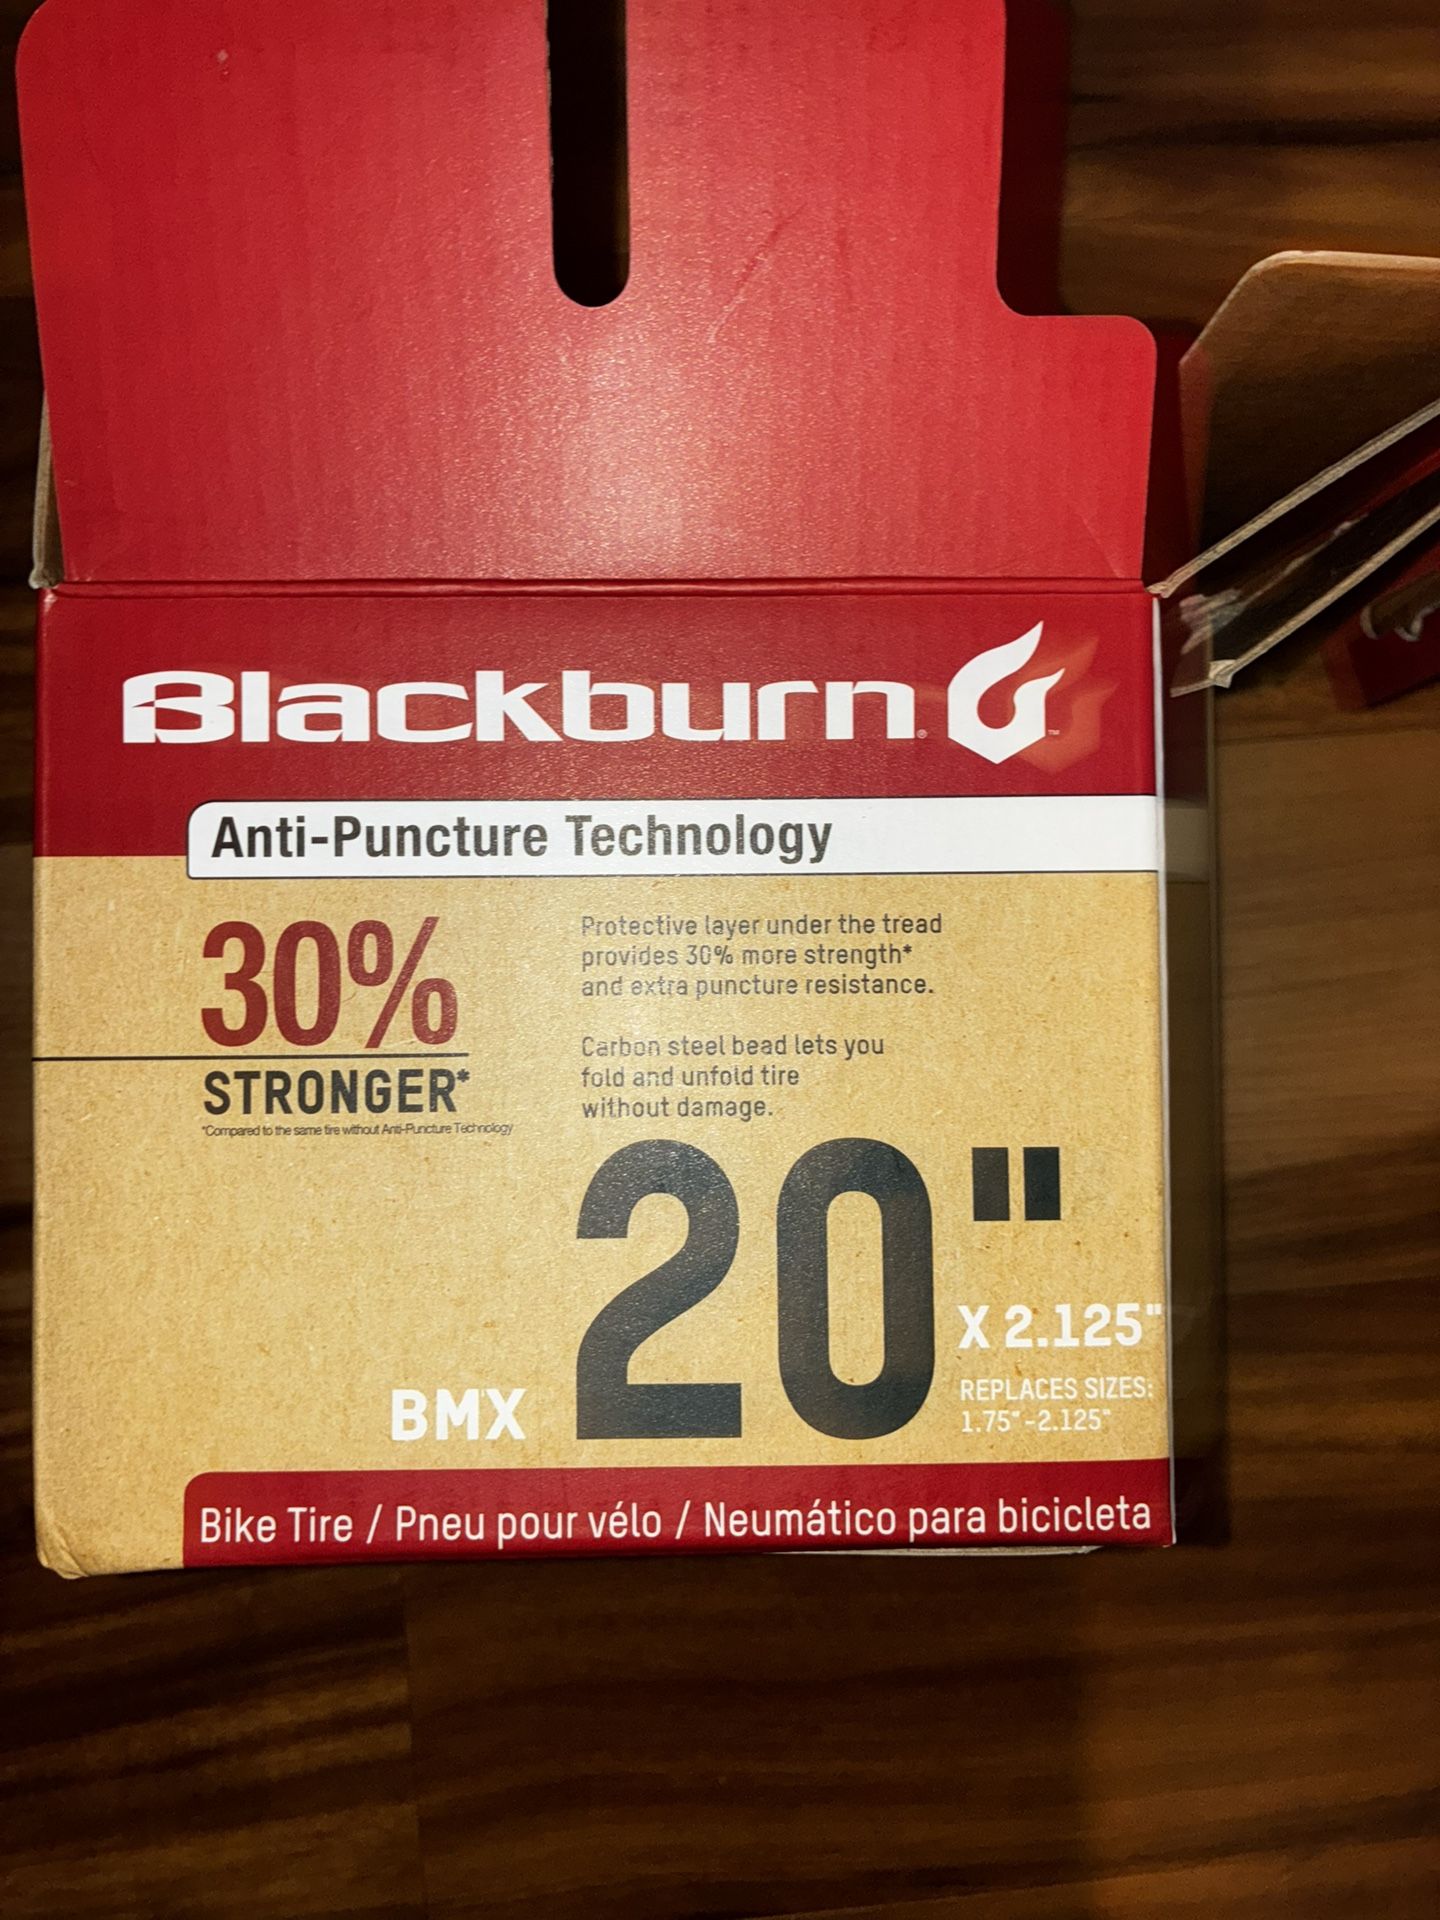 Blackburn®
™
Anti-Puncture Technology
30%
STRONGER*
*Compared to the same tire without Anti-Puncture Technology
Protective layer under the tread
provides 30% more strength*
and extra puncture resistance.
Carbon steel bead lets you
fold and unfold tire
without damage.
BMX
20"
X 2.125"
REPLACES SIZES:
1.75"-2.125"
Bike Tire / Pneu pour vélo / Neumático para bicicleta